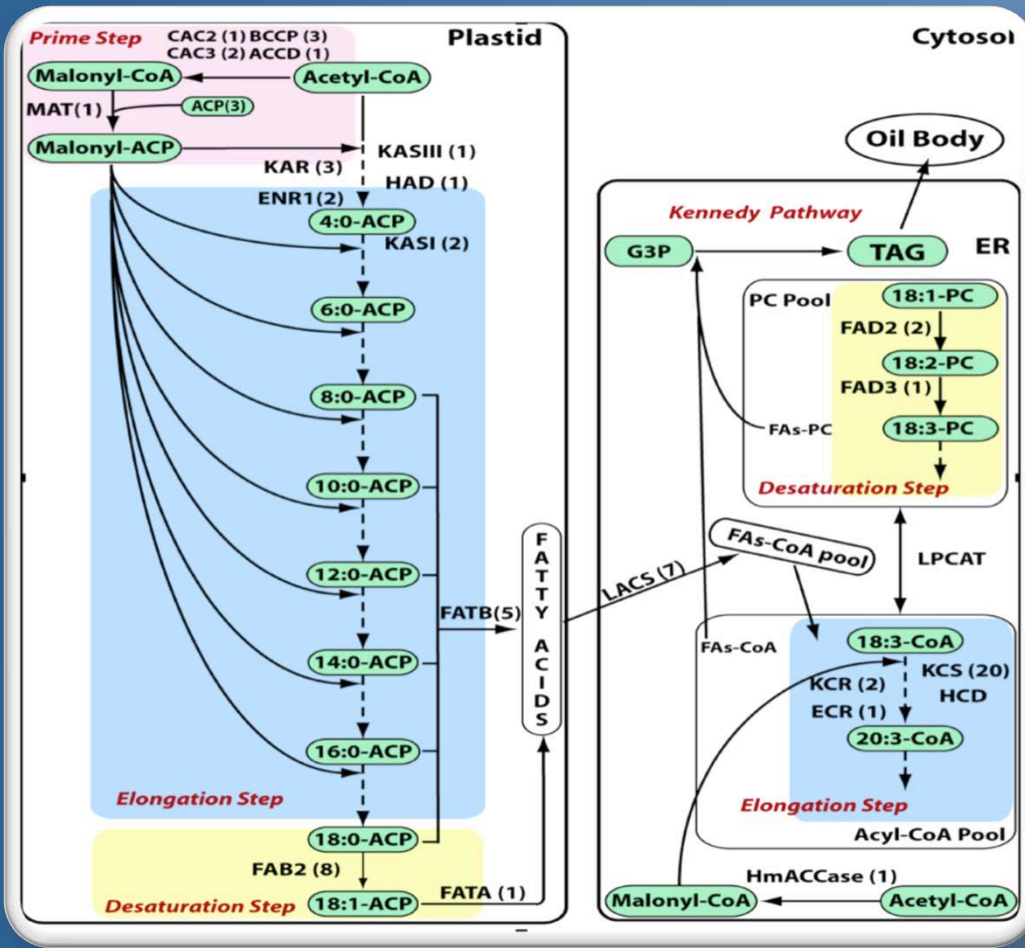 Plastid
Prime Step
CAC2 (1) BCCP (3)
CAC3 (2) ACCD (1)
Malonyl-CoA
Acetyl-CoA
MAT(1)
ACP(3)
Malonyl-ACP
KASIII (1)
KAR (3)
HAD (1)
ENR1(2)
4:0-ACP
KASI (2)
6:0-ACP
8:0-ACP
10:0-ACP
12:0-ACP
FATB(5)
14:0-ACP
16:0-ACP
Elongation Step
18:0-ACP
FAB2 (8)
Desaturation Step
18:1-ACP
FATA (1)
FATTY ACIDS
LACS (7)
Cytosol
Oil Body
Kennedy Pathway
G3P
TAG
ER
PC Pool
18:1-PC
FAD2 (2)
18:2-PC
FAD3 (1)
FAs-PC
18:3-PC
Desaturation Step
FAs-CoA pool
LPCAT
FAs-CoA
18:3-CoA
KCR (2)
KCS (20)
HCD
ECR (1)
20:3-CoA
Elongation Step
Acyl-CoA Pool
HmACCase (1)
Malonyl-CoA
Acetyl-CoA